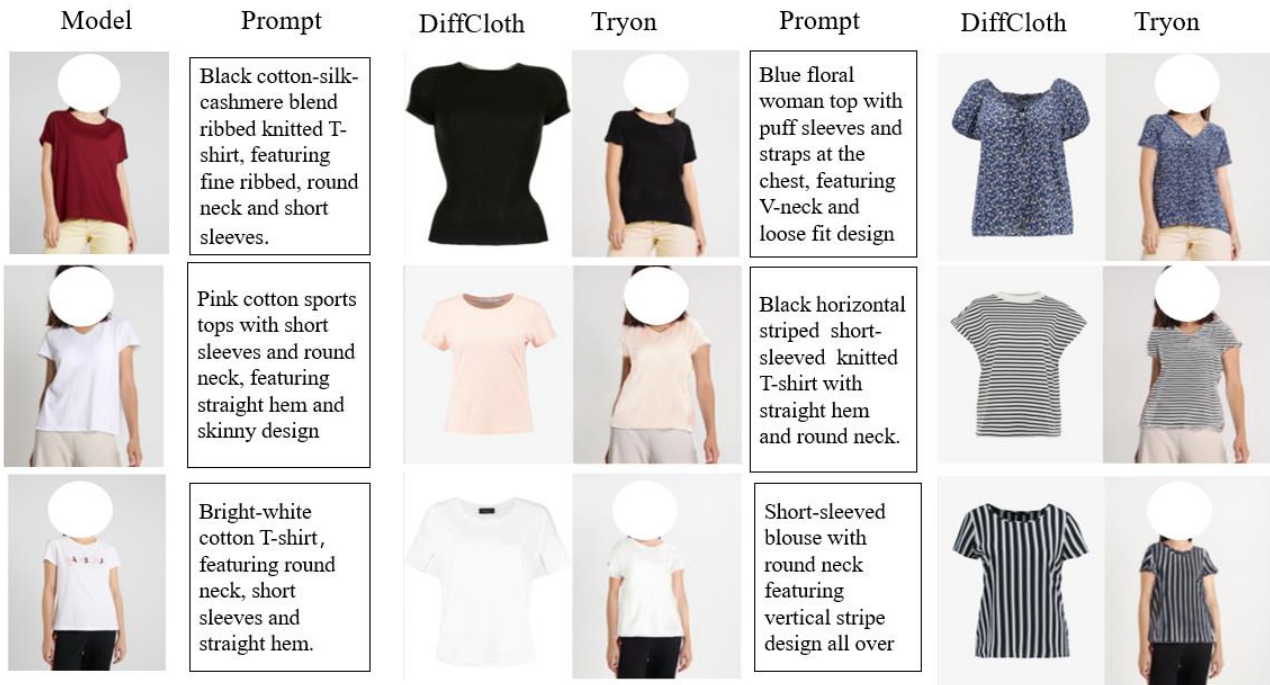 Model Prompt DiffCloth Tryon Prompt DiffCloth Tryon
Black cotton-silk-
cashmere blend
ribbed knitted T-
shirt, featuring
fine ribbed, round
neck and short
sleeves.
Blue floral
woman top with
puff sleeves and
straps at the
chest, featuring
V-neck and
loose fit design
Pink cotton sports
tops with short
sleeves and round
neck, featuring
straight hem and
skinny design
Black horizontal
striped short-
sleeved knitted
T-shirt with
straight hem
and round neck.
Bright-white
cotton T-shirt,
featuring round
neck, short
sleeves and
straight hem.
Short-sleeved
blouse with
round neck
featuring
vertical stripe
design all over